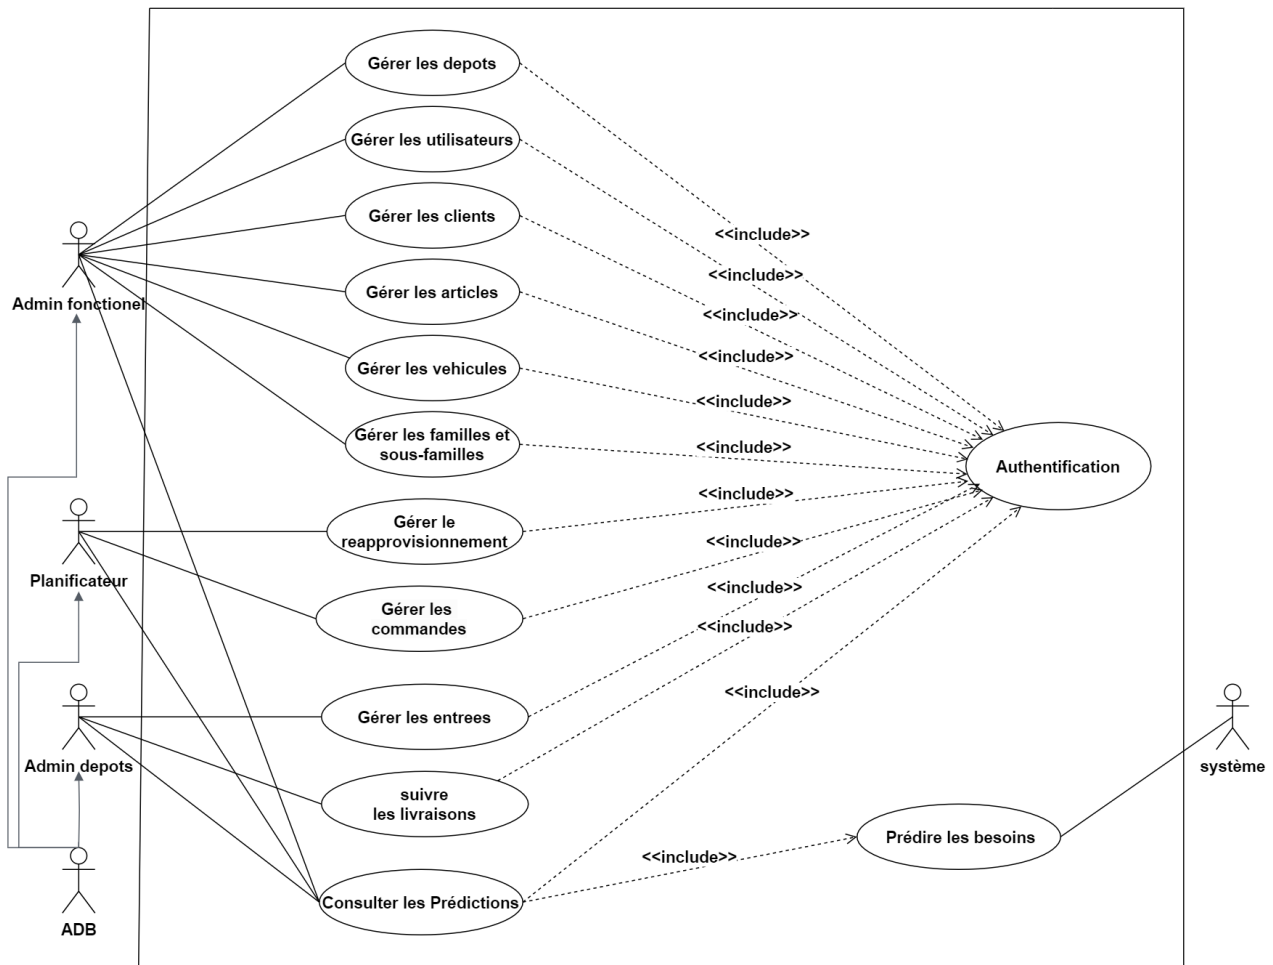 Gérer les depots
Gérer les utilisateurs
Gérer les clients
<<include>>
<<include>>
Gérer les articles
Admin fonctionel
<<include>>
<<include>>
Gérer les vehicules
<<include>>
Gérer les familles et
sous-familles
<<include>>
Authentification
<<include>>
Gérer le
reapprovisionnement
<<include>>
Planificateur
<<include>>
Gérer les
commandes
<<include>>
<<include>>
Gérer les entrees
Admin depots
système
suivre
les livraisons
Prédire les besoins
<<include>>
Consulter les Prédictions
ADB